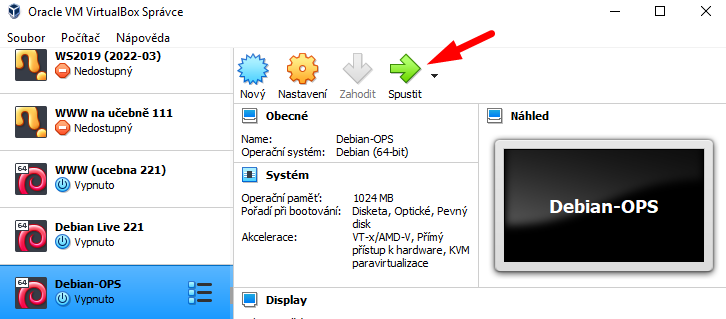 Oracle VM VirtualBox Správce
Soubor Počítač Nápověda
WS2019 (2022-03)
Nedostupný
WWW na učebně 111
Nedostupný
64
WWW (ucebna 221)
Vypnuto
64
Debian Live 221
Vypnuto
64
Debian-OPS
Vypnuto
Nový Nastavení Zahodit Spustit
Obecné
Name: Debian-OPS
Operační systém: Debian (64-bit)
Systém
Operační paměť: 1024 MB
Pořadí při bootování: Disketa, Optické, Pevný
disk
Akcelerace: VT-x/AMD-V, Přímý
přístup k hardware, KVM
paravirtualizace
Display
Náhled
Debian-OPS